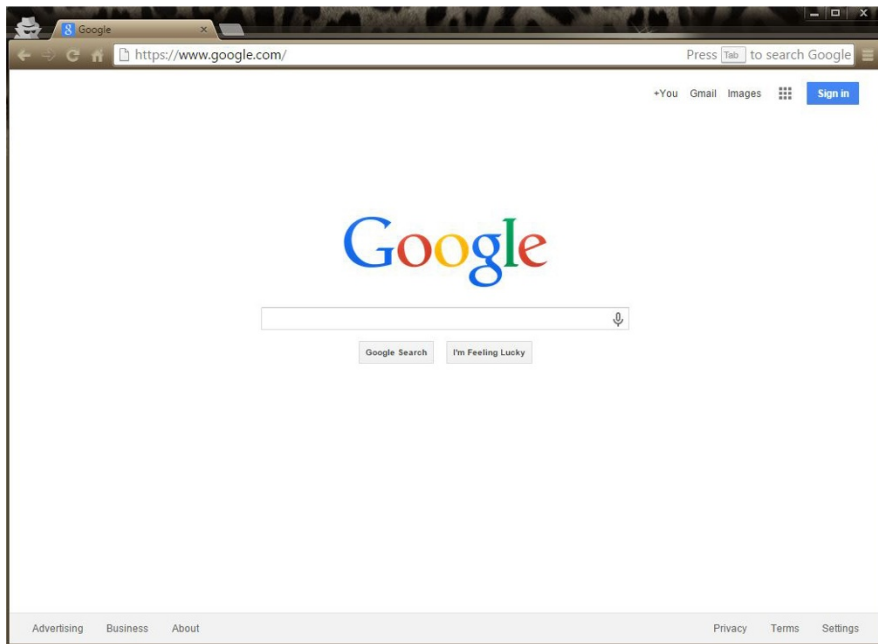 Google
https://www.google.com/ Press Tab to search Google
+You Gmail Images Sign in
Google
Google Search I'm Feeling Lucky
Advertising Business About Privacy Terms Settings